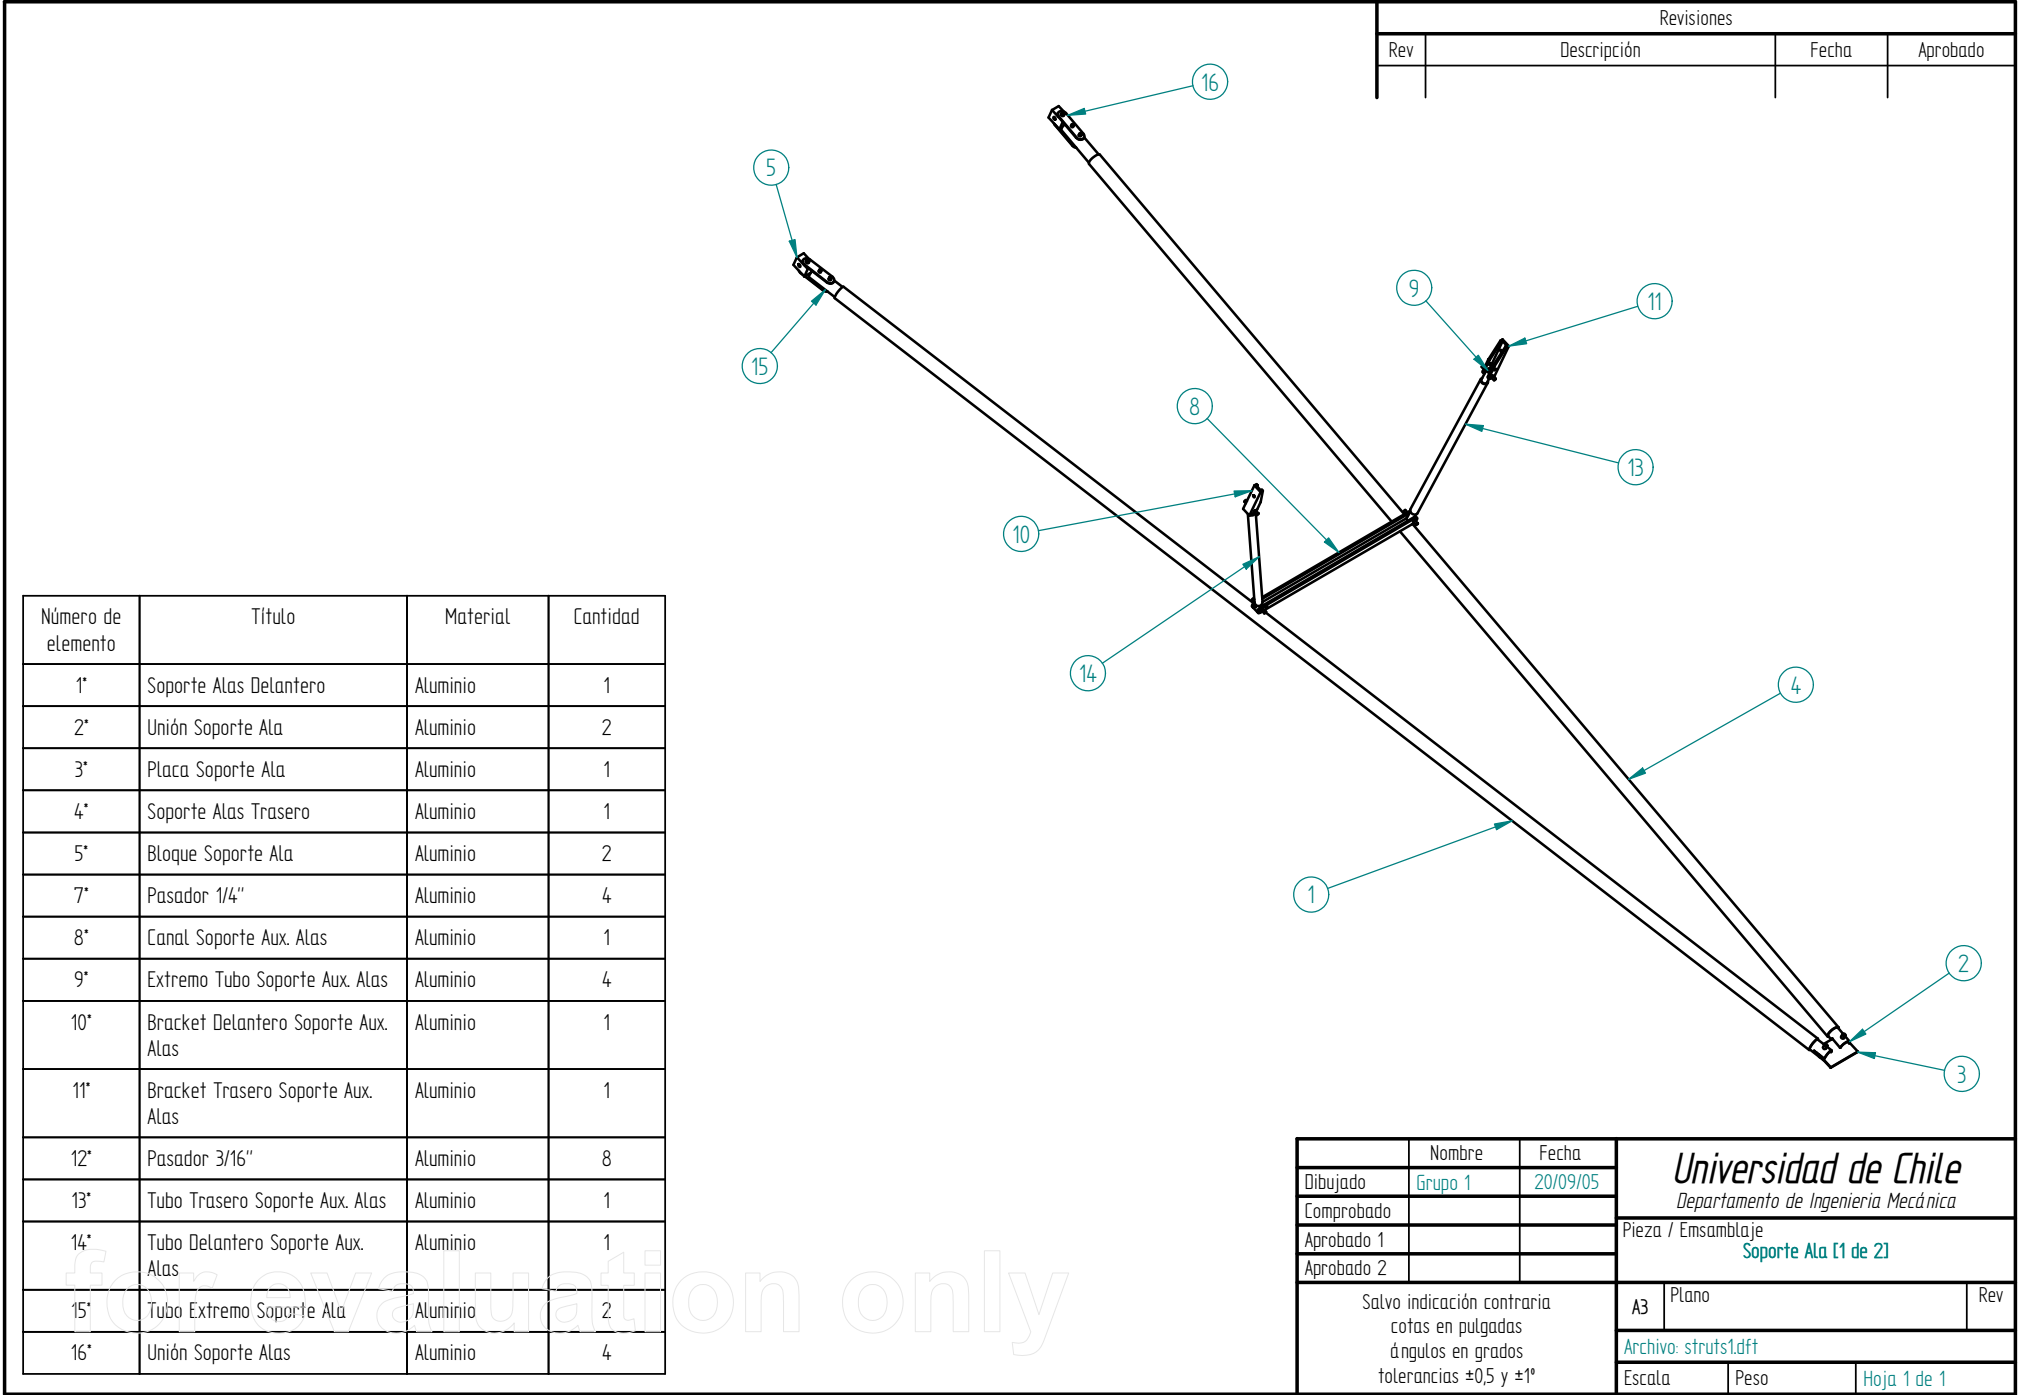 Revisiones
Rev Descripción Fecha Aprobado
16
5
9
11
15
8
13
10
14
4
1
2
3
Número de elemento Título Material Cantidad
1* Soporte Alas Delantero Aluminio 1
2* Unión Soporte Ala Aluminio 2
3* Placa Soporte Ala Aluminio 1
4* Soporte Alas Trasero Aluminio 1
5* Bloque Soporte Ala Aluminio 2
7* Pasador 1/4" Aluminio 4
8* Canal Soporte Aux. Alas Aluminio 1
9* Extremo Tubo Soporte Aux. Alas Aluminio 4
10* Bracket Delantero Soporte Aux. Alas Aluminio 1
11* Bracket Trasero Soporte Aux. Alas Aluminio 1
12* Pasador 3/16" Aluminio 8
13* Tubo Trasero Soporte Aux. Alas Aluminio 1
14* Tubo Delantero Soporte Aux. Alas Aluminio 1
15* Tubo Extremo Soporte Ala Aluminio 2
16* Unión Soporte Alas Aluminio 4
for evaluation only
Nombre Fecha
Dibujado Grupo 1 20/09/05
Comprobado
Aprobado 1
Aprobado 2
Salvo indicación contraria
cotas en pulgadas
ángulos en grados
tolerancias ±0,5 y ±1º
Universidad de Chile
Departamento de Ingenieria Mecánica
Pieza / Emsamblaje
Soporte Ala [1 de 2]
A3 Plano Rev
Archivo: struts1.dft
Escala Peso Hoja 1 de 1